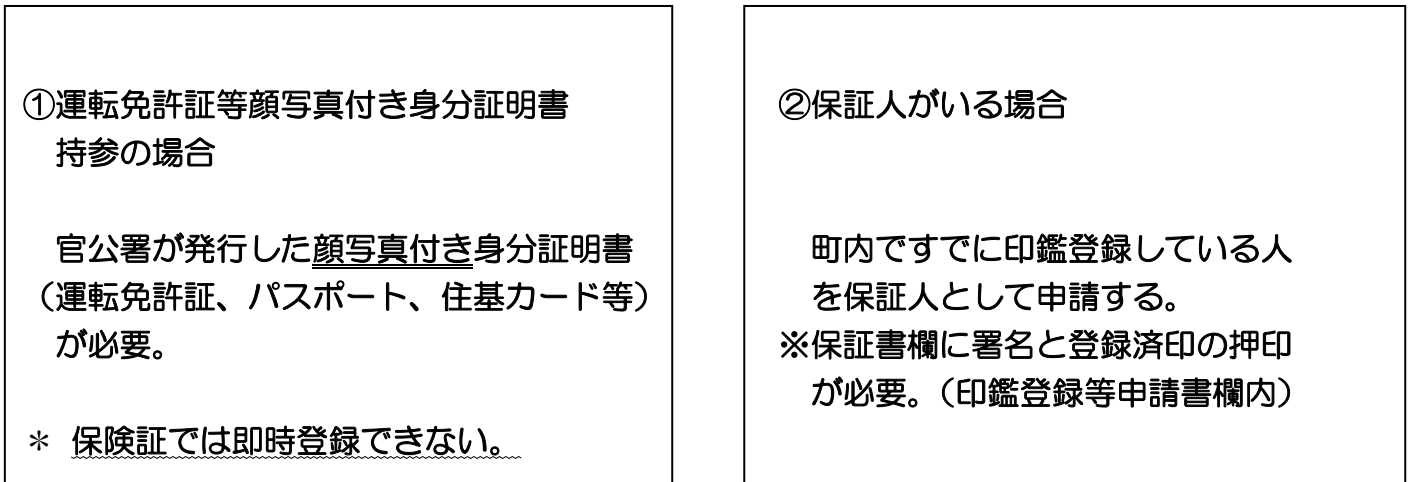 ①運転免許証等顔写真付き身分証明書
持参の場合
官公署が発行した顔写真付き身分証明書
（運転免許証、パスポート、住基カード等）
が必要。
＊ 保険証では即時登録できない。
②保証人がいる場合
町内ですでに印鑑登録している人
を保証人として申請する。
※保証書欄に署名と登録済印の押印
が必要。（印鑑登録等申請書欄内）